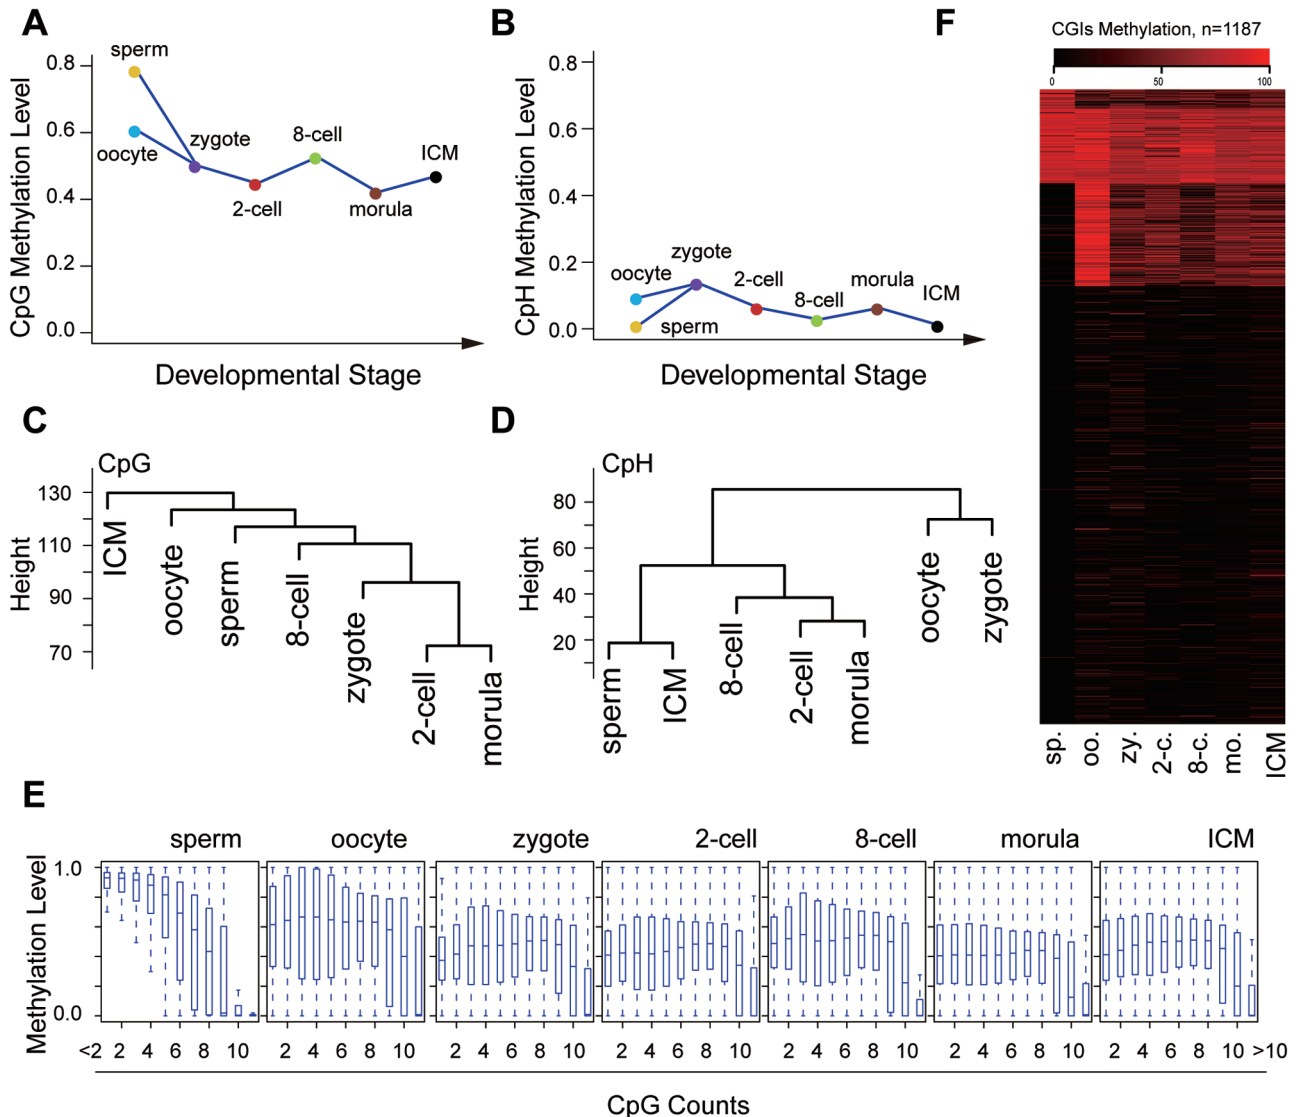 A
sperm
0.8
0.6
0.4
0.2
0.0
CpG Methylation Level
oocyte
zygote
2-cell
8-cell
morula
ICM
Developmental Stage
B
0.8
0.6
0.4
0.2
0.0
CpH Methylation Level
oocyte
sperm
zygote
2-cell
8-cell
morula
ICM
Developmental Stage
F
CGIs Methylation, n=1187
0 50 100
sp. oo. zy. 2-c. 8-c. mo. ICM
C
CpG
130
110
90
70
Height
ICM
oocyte
sperm
8-cell
zygote
2-cell
morula
D
CpH
80
60
40
20
Height
sperm
ICM
8-cell
2-cell
morula
oocyte
zygote
E
sperm oocyte zygote 2-cell 8-cell morula ICM
1.0
0.0
Methylation Level
<2 2 4 6 8 10 2 4 6 8 10 2 4 6 8 10 2 4 6 8 10 2 4 6 8 10 2 4 6 8 10 2 4 6 8 10 >10
CpG Counts